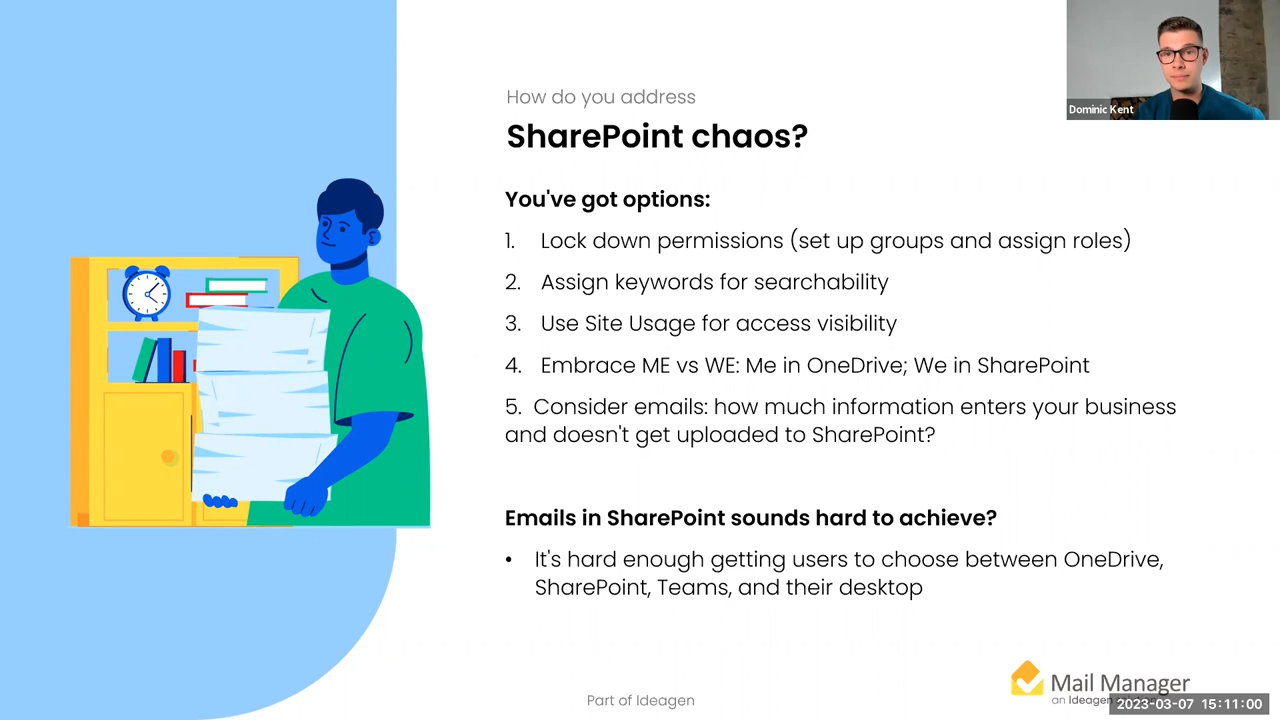 How do you address
SharePoint chaos?
You've got options:
1. Lock down permissions (set up groups and assign roles)
2. Assign keywords for searchability
3. Use Site Usage for access visibility
4. Embrace ME vs WE: Me in OneDrive; We in SharePoint
5. Consider emails: how much information enters your business
and doesn't get uploaded to SharePoint?
Emails in SharePoint sounds hard to achieve?
• It's hard enough getting users to choose between OneDrive,
SharePoint, Teams, and their desktop
Dominic Kent
Mail Manager
an Ideagen
Part of Ideagen
2023-03-07 15:11:00